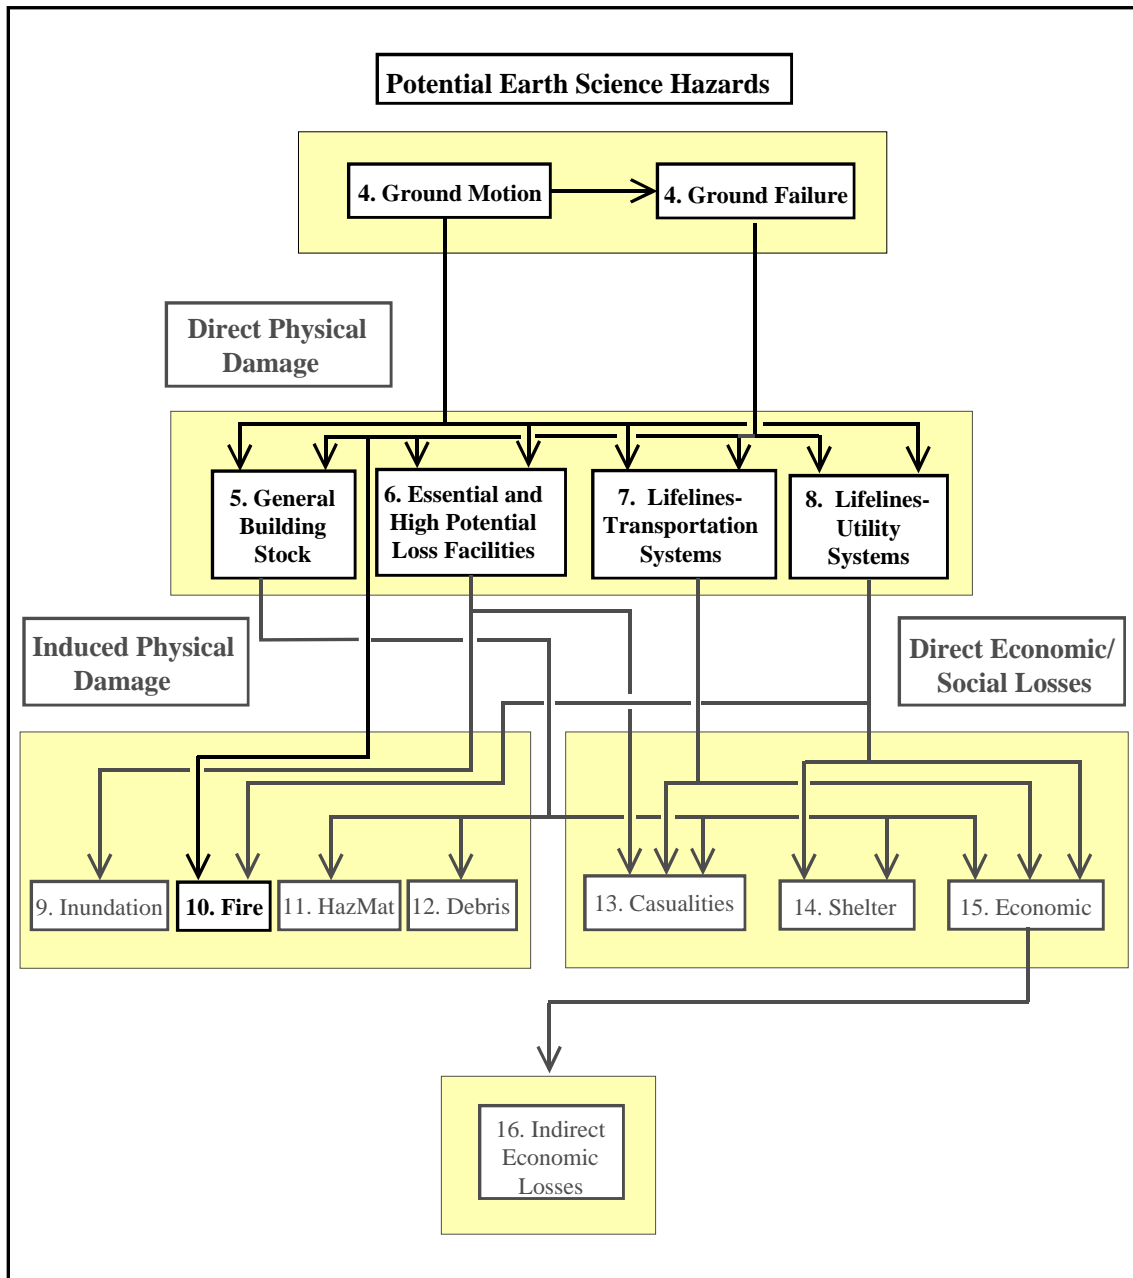 Potential Earth Science Hazards
4. Ground Motion
4. Ground Failure
Direct Physical
Damage
5. General
Building
Stock
6. Essential and
High Potential
Loss Facilities
7. Lifelines-
Transportation
Systems
8. Lifelines-
Utility
Systems
Induced Physical
Damage
Direct Economic/
Social Losses
9. Inundation
10. Fire
11. HazMat
12. Debris
13. Casualities
14. Shelter
15. Economic
16. Indirect
Economic
Losses